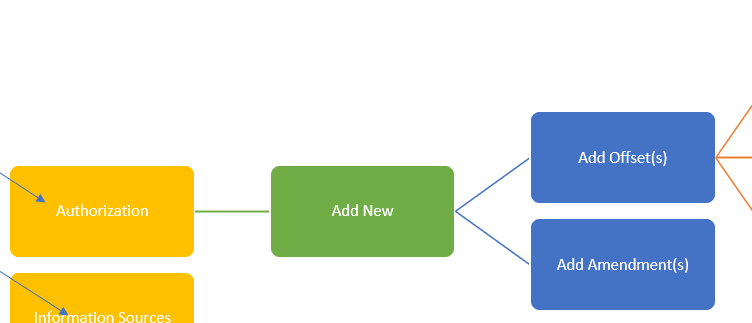 Authorization
Add New
Add Offset(s)
Add Amendment(s)
Information Sources